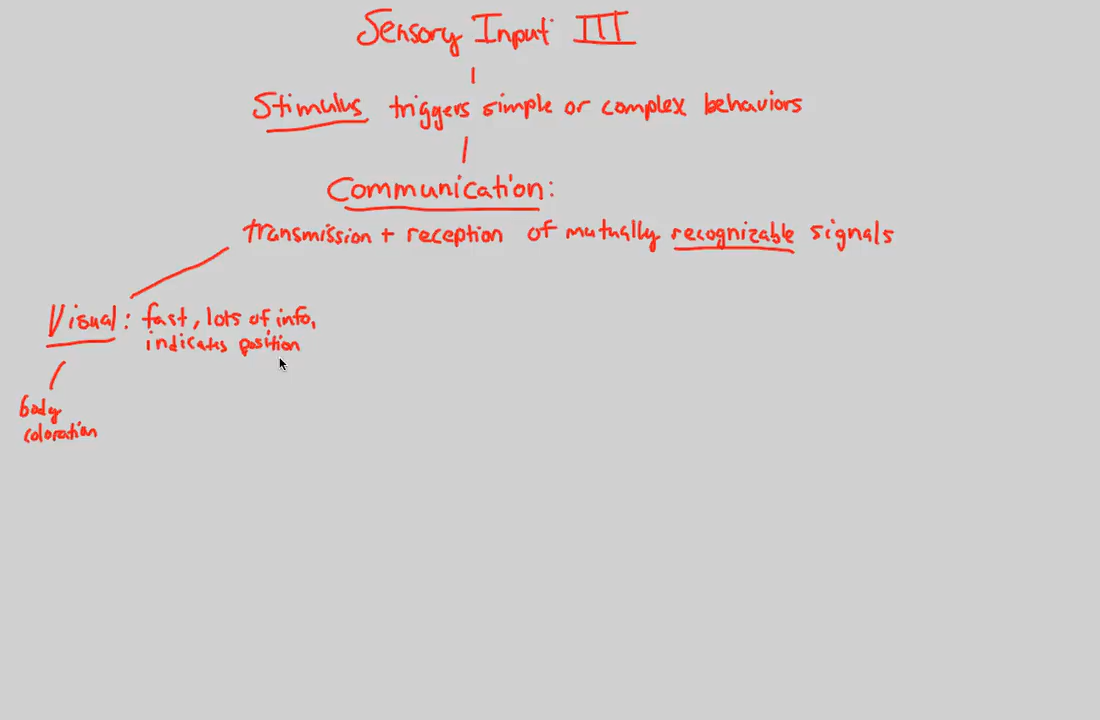 Sensory Input III
Stimulus triggers simple or complex behaviors
Communication:
transmission + reception of mutually recognizable signals
Visual: fast, lots of info,
indicates position
body
coloration